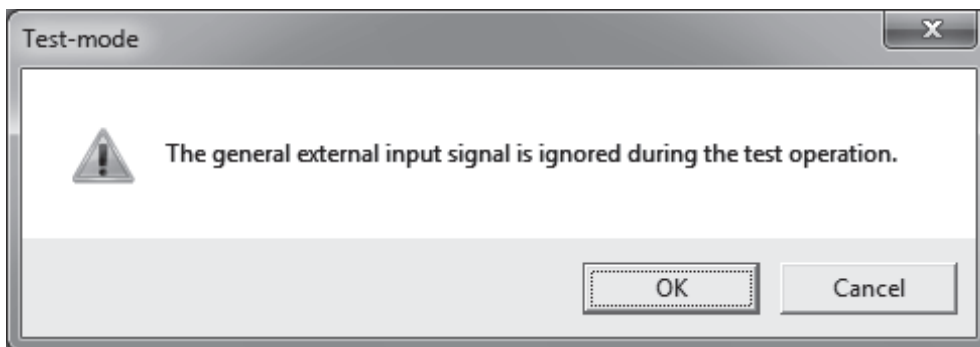 Test-mode
The general external input signal is ignored during the test operation.
OK
Cancel